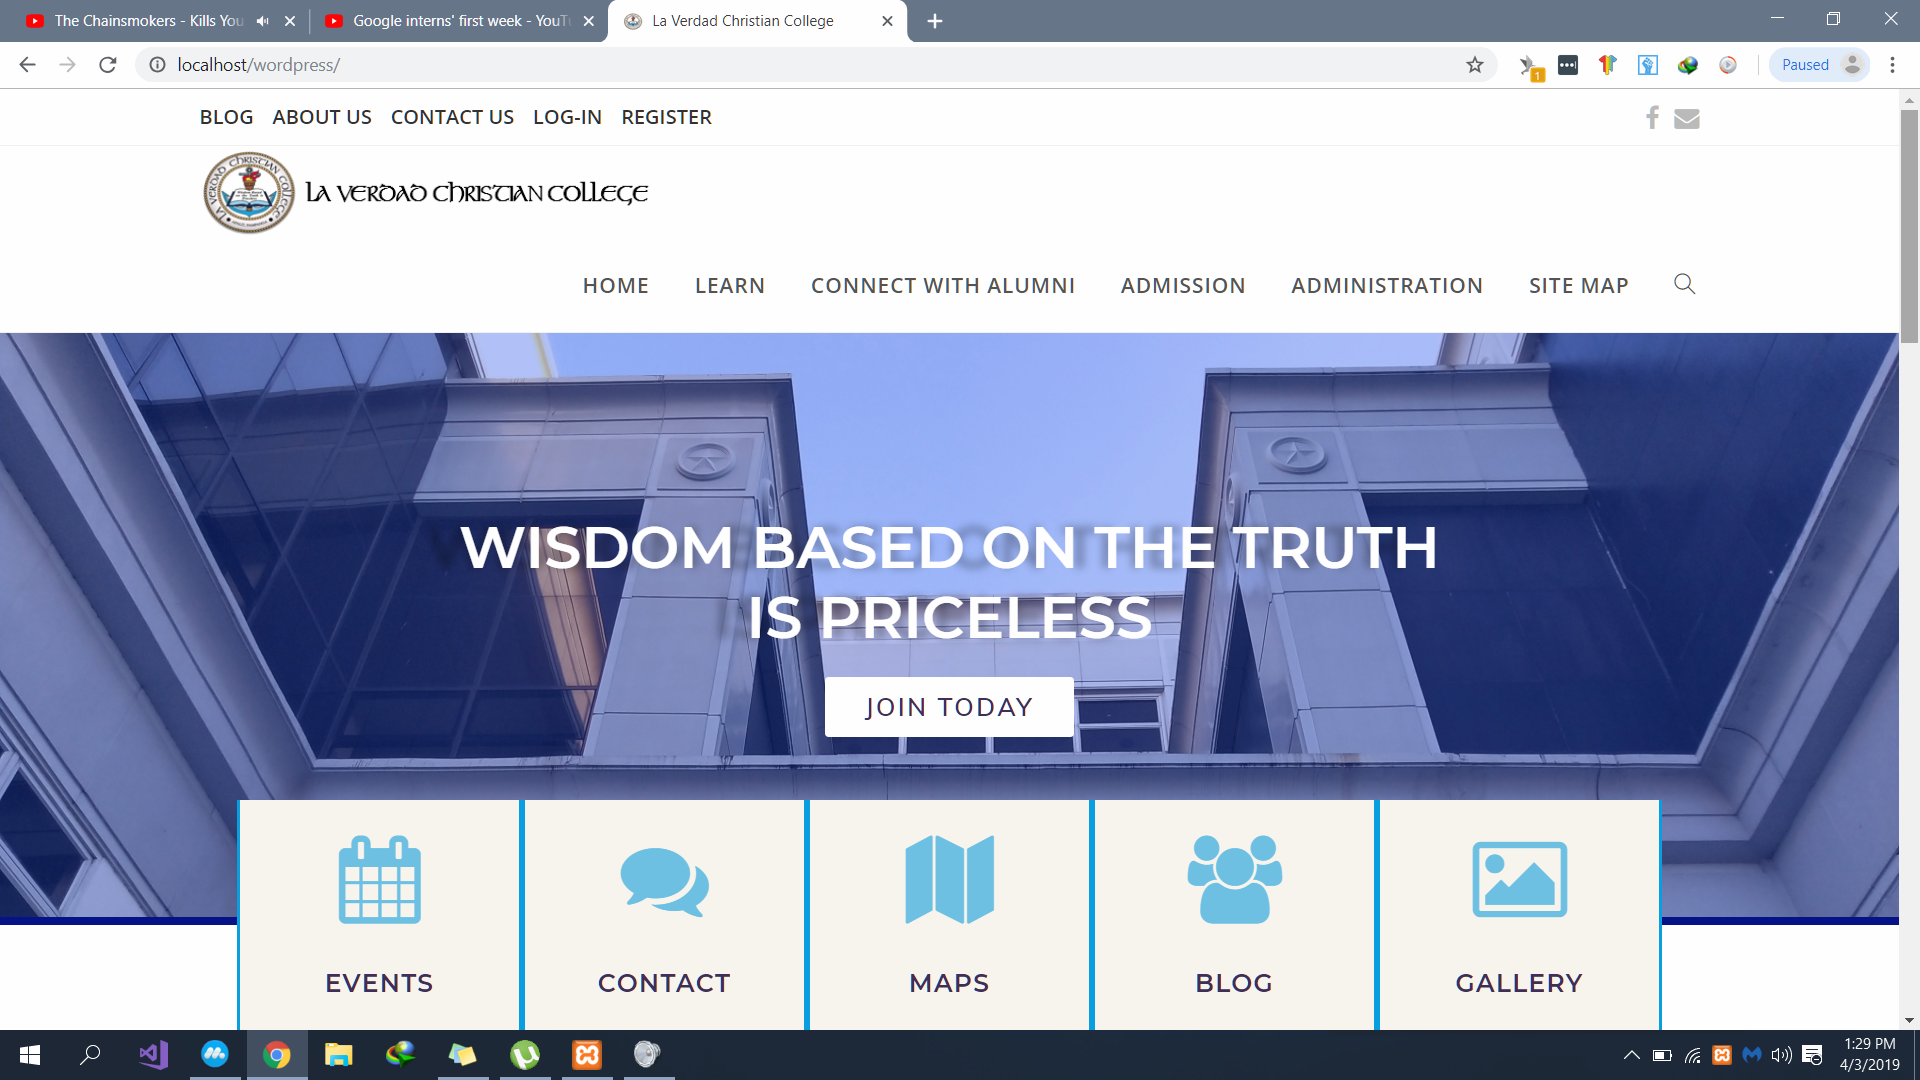 The Chainsmokers - Kills You
Google interns' first week - YouTu
La Verdad Christian College
localhost/wordpress/
1
Paused
BLOG ABOUT US CONTACT US LOG-IN REGISTER
LA VERDAD CHRISTIAN COLLEGE
HOME LEARN CONNECT WITH ALUMNI ADMISSION ADMINISTRATION SITE MAP
WISDOM BASED ON THE TRUTH
IS PRICELESS
JOIN TODAY
EVENTS CONTACT MAPS BLOG GALLERY
1:29 PM
4/3/2019